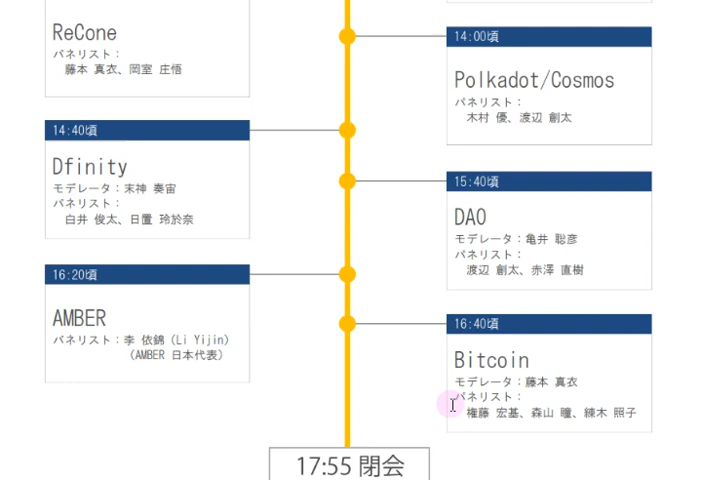 ReCone
パネリスト：
藤本 真衣、岡室 庄悟
14:00頃
Polkadot/Cosmos
パネリスト：
木村 優、渡辺 創太
14:40頃
Dfinity
モデレータ：末神 奏宙
パネリスト：
白井 俊太、日置 玲於奈
15:40頃
DAO
モデレータ：亀井 聡彦
パネリスト：
渡辺 創太、赤澤 直樹
16:20頃
AMBER
パネリスト：李 依錦（Li Yijin）
（AMBER 日本代表）
16:40頃
Bitcoin
モデレータ：藤本 真衣
パネリスト：
権藤 宏基、森山 瞳、練木 照子
17:55 閉会